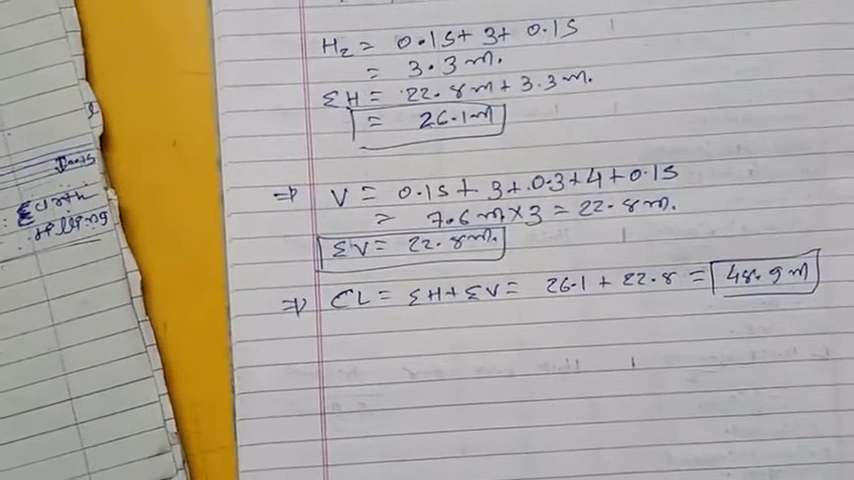 H2 = 0.15 + 3 + 0.15
= 3.3 m.
ΣH = 22.8 m + 3.3 m.
= 26.1 m
⇒ V = 0.15 + 3 + 0.3 + 4 + 0.15
= 7.6 m × 3 = 22.8 m.
ΣV = 22.8 m.
⇒ CL = ΣH + ΣV = 26.1 + 22.8 = 48.9 m
Earth
filling